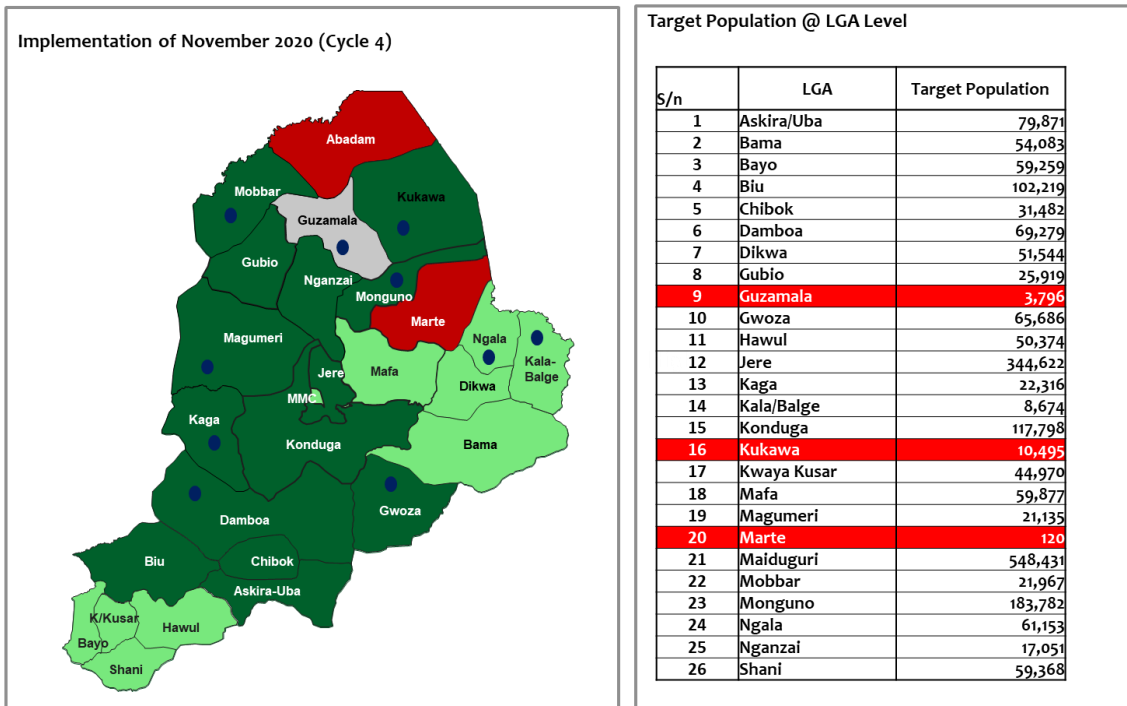 Implementation of November 2020 (Cycle 4)
Abadam
Mobbar
Kukawa
Guzamala
Gubio
Nganzai
Monguno
Marte
Magumeri
Ngala
Kala-
Balge
Jere
Mafa
Dikwa
MMC
Kaga
Konduga
Bama
Gwoza
Damboa
Biu
Chibok
Askira-Uba
K/Kusar
Hawul
Bayo
Shani
Target Population @ LGA Level
S/n LGA Target Population
1 Askira/Uba 79,871
2 Bama 54,083
3 Bayo 59,259
4 Biu 102,219
5 Chibok 31,482
6 Damboa 69,279
7 Dikwa 51,544
8 Gubio 25,919
9 Guzamala 3,796
10 Gwoza 65,686
11 Hawul 50,374
12 Jere 344,622
13 Kaga 22,316
14 Kala/Balge 8,674
15 Konduga 117,798
16 Kukawa 10,495
17 Kwaya Kusar 44,970
18 Mafa 59,877
19 Magumeri 21,135
20 Marte 120
21 Maiduguri 548,431
22 Mobbar 21,967
23 Monguno 183,782
24 Ngala 61,153
25 Nganzai 17,051
26 Shani 59,368